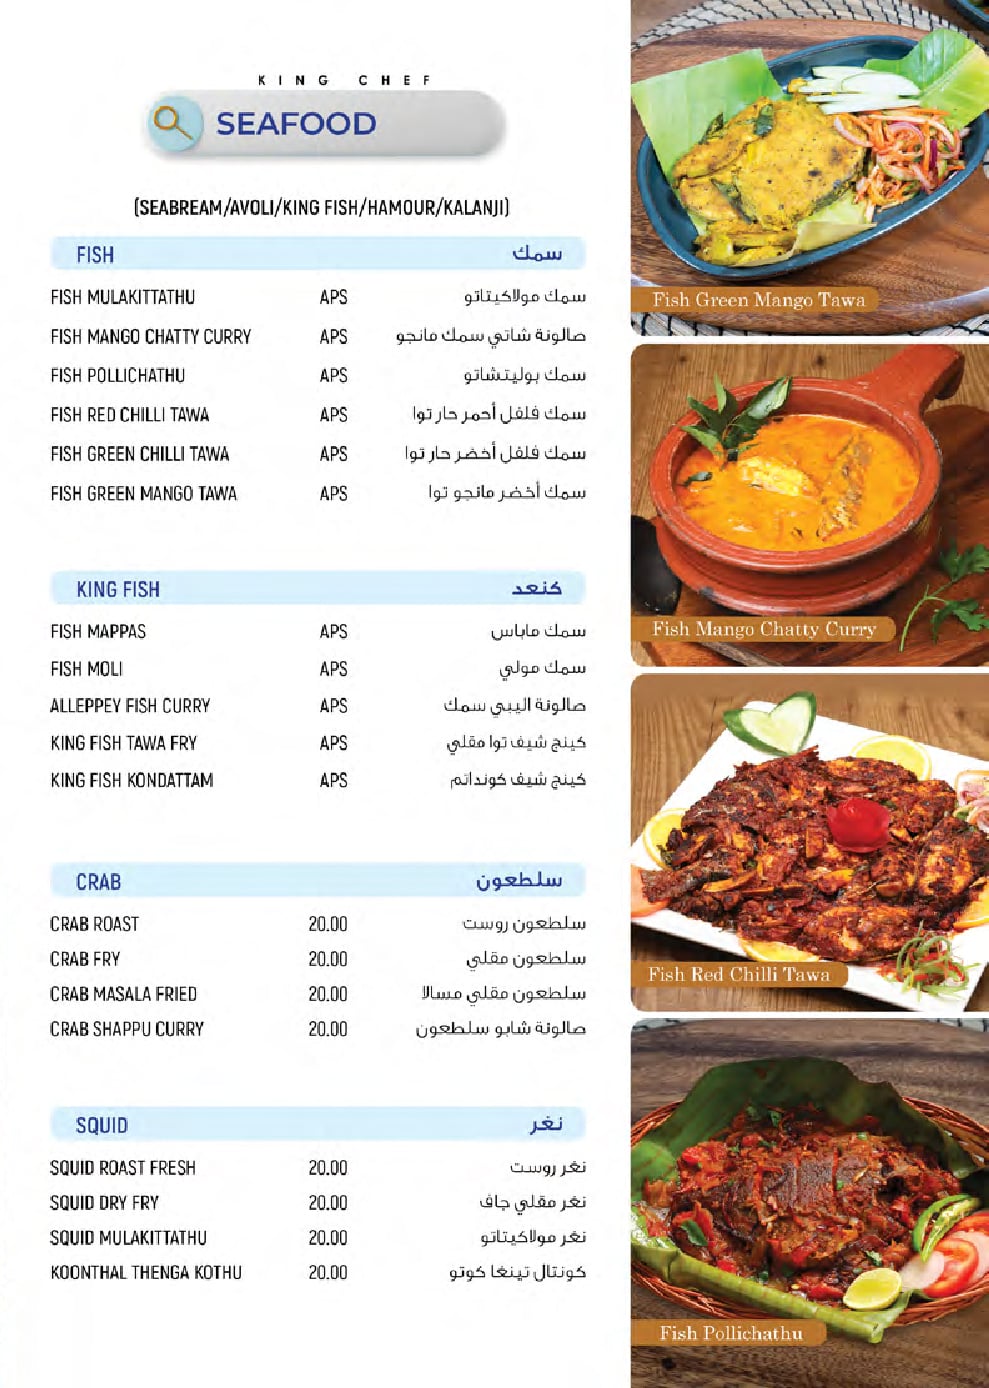 KING CHEF
SEAFOOD
(SEABREAM/AVOLI/KING FISH/HAMOUR/KALANJI)
FISH سمك
FISH MULAKITTATHU APS سمك مولاكيتاتو
FISH MANGO CHATTY CURRY APS صالونة شاتي سمك مانجو
FISH POLLICHATHU APS سمك بوليتشاتو
FISH RED CHILLI TAWA APS سمك فلفل أحمر حار توا
FISH GREEN CHILLI TAWA APS سمك فلفل أخضر حار توا
FISH GREEN MANGO TAWA APS سمك أخضر مانجو توا
KING FISH كنعد
FISH MAPPAS APS سمك ماباس
FISH MOLI APS سمك مولي
ALLEPPEY FISH CURRY APS صالونة اليبي سمك
KING FISH TAWA FRY APS كينج شيف توا مقلي
KING FISH KONDATTAM APS كينج شيف كونداتم
CRAB سلطعون
CRAB ROAST 20.00 سلطعون روست
CRAB FRY 20.00 سلطعون مقلي
CRAB MASALA FRIED 20.00 سلطعون مقلي مسالا
CRAB SHAPPU CURRY 20.00 صالونة شابو سلطعون
SQUID نغر
SQUID ROAST FRESH 20.00 نغر روست
SQUID DRY FRY 20.00 نغر مقلي جاف
SQUID MULAKITTATHU 20.00 نغر مولاكيتاتو
KOONTHAL THENGA KOTHU 20.00 كونتال تينغا كوتو
Fish Green Mango Tawa
Fish Mango Chatty Curry
Fish Red Chilli Tawa
Fish Pollichathu